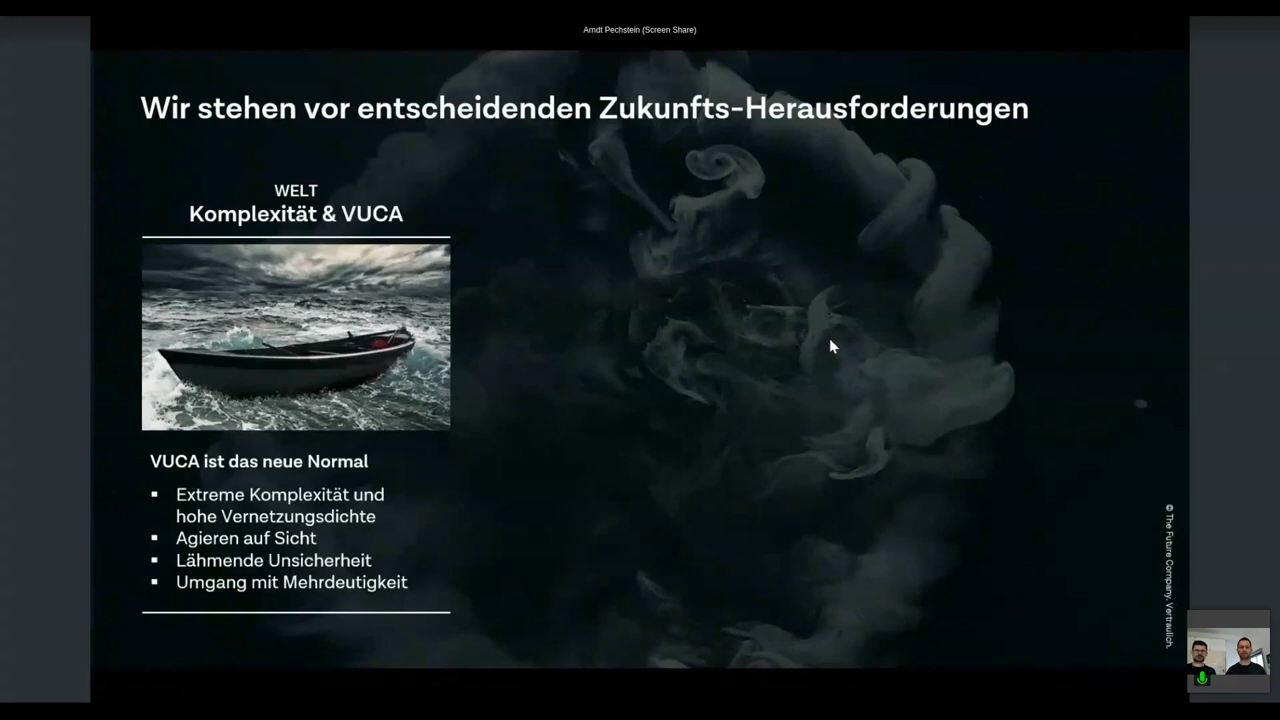 Arndt Pechstein (Screen Share)
Wir stehen vor entscheidenden Zukunfts-Herausforderungen
WELT
Komplexität & VUCA
VUCA ist das neue Normal
▪ Extreme Komplexität und
hohe Vernetzungsdichte
▪ Agieren auf Sicht
▪ Lähmende Unsicherheit
▪ Umgang mit Mehrdeutigkeit
© The Future Company. Vertraulich.